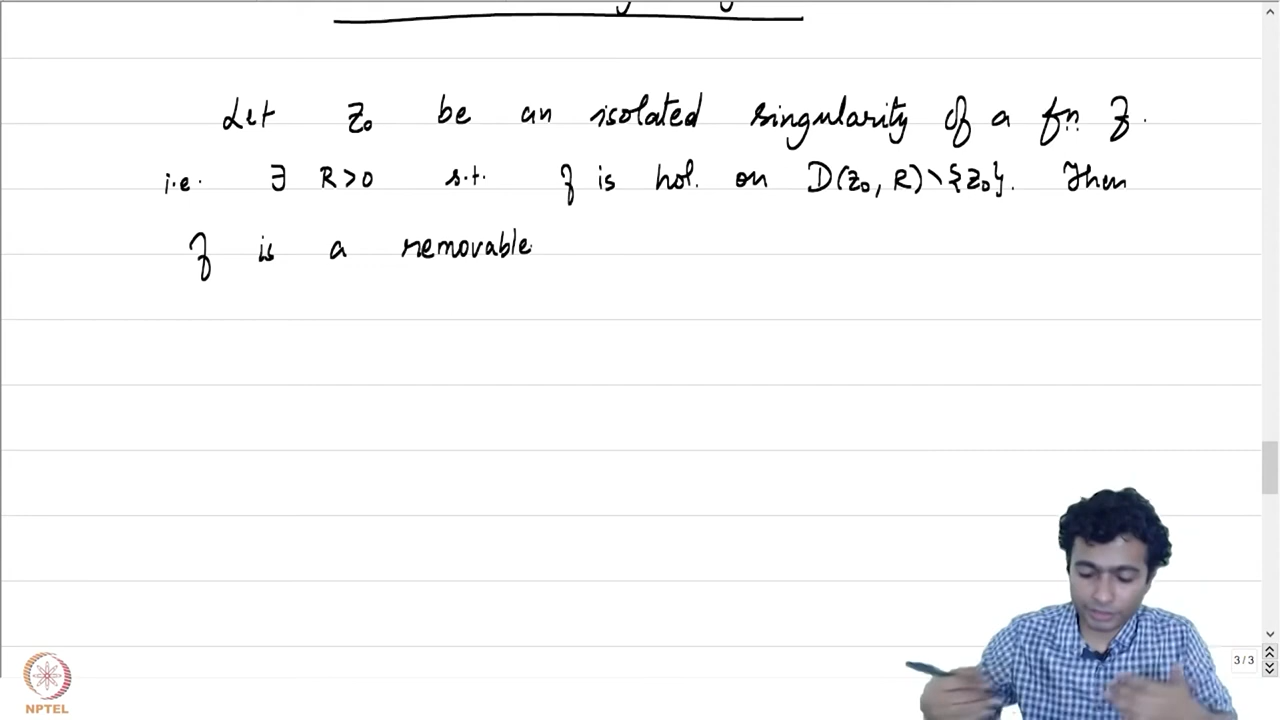 Let z₀ be an isolated singularity of a fn. f.
i.e. ∃ R>0 s.t. f is hol. on D(z₀, R)∖{z₀}. Then
f is a removable
3/3
NPTEL